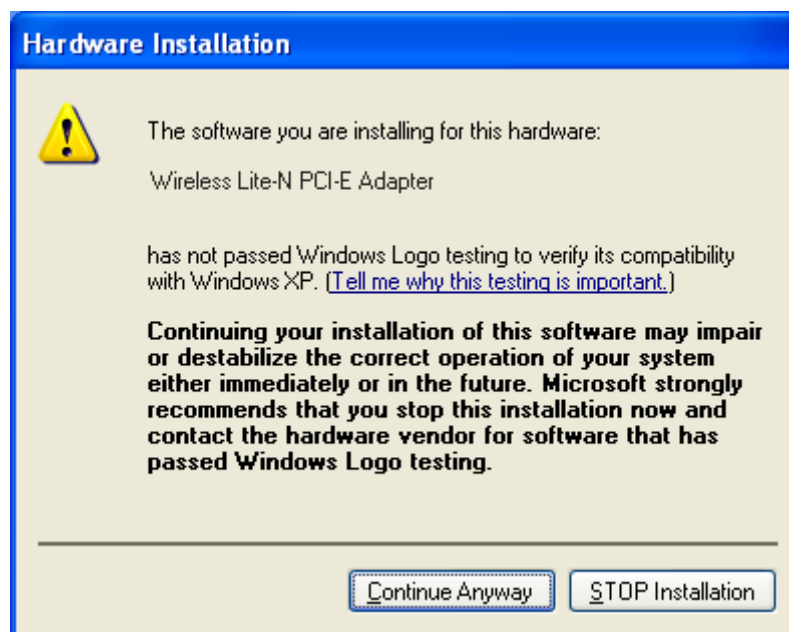 Hardware Installation
The software you are installing for this hardware:
Wireless Lite-N PCI-E Adapter
has not passed Windows Logo testing to verify its compatibility
with Windows XP. (Tell me why this testing is important.)
Continuing your installation of this software may impair
or destabilize the correct operation of your system
either immediately or in the future. Microsoft strongly
recommends that you stop this installation now and
contact the hardware vendor for software that has
passed Windows Logo testing.
Continue Anyway STOP Installation